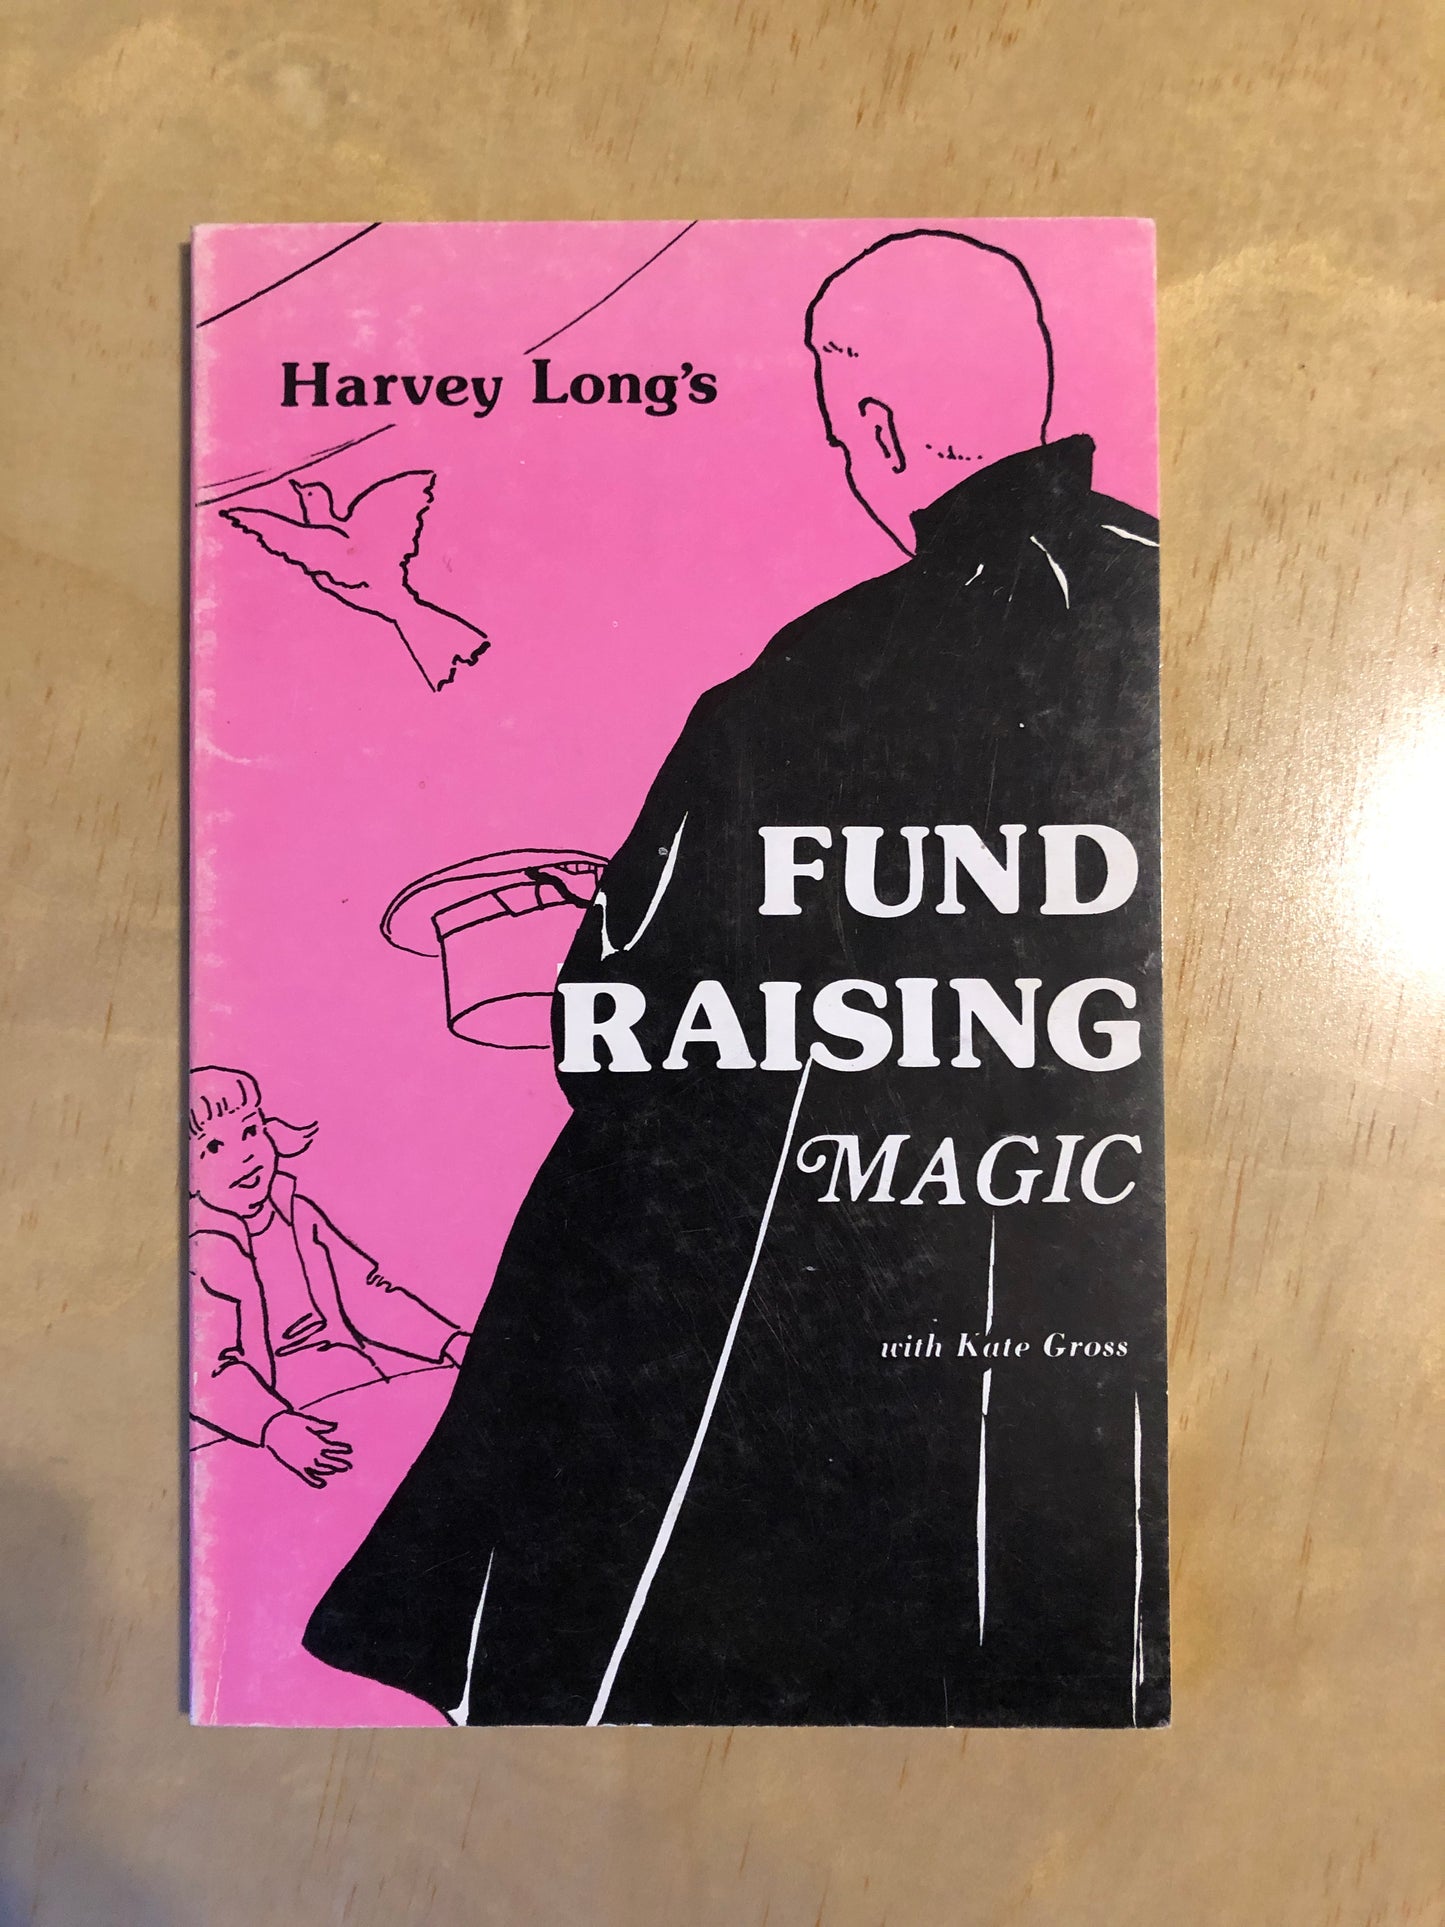 Harvey Long's
FUND
RAISING
MAGIC
with Kate Gross